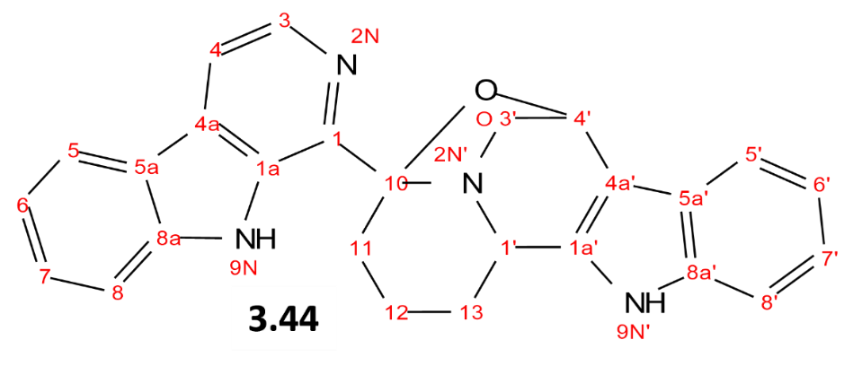 3
2N
4
N
O
4a
1
O 3'
4'
5
5a
1a
2N'
5'
10
N
4a'
5a'
6'
6
8a
NH
11
1'
1a'
7'
9N
8a'
7
8
12
13
NH
8'
3.44
9N'